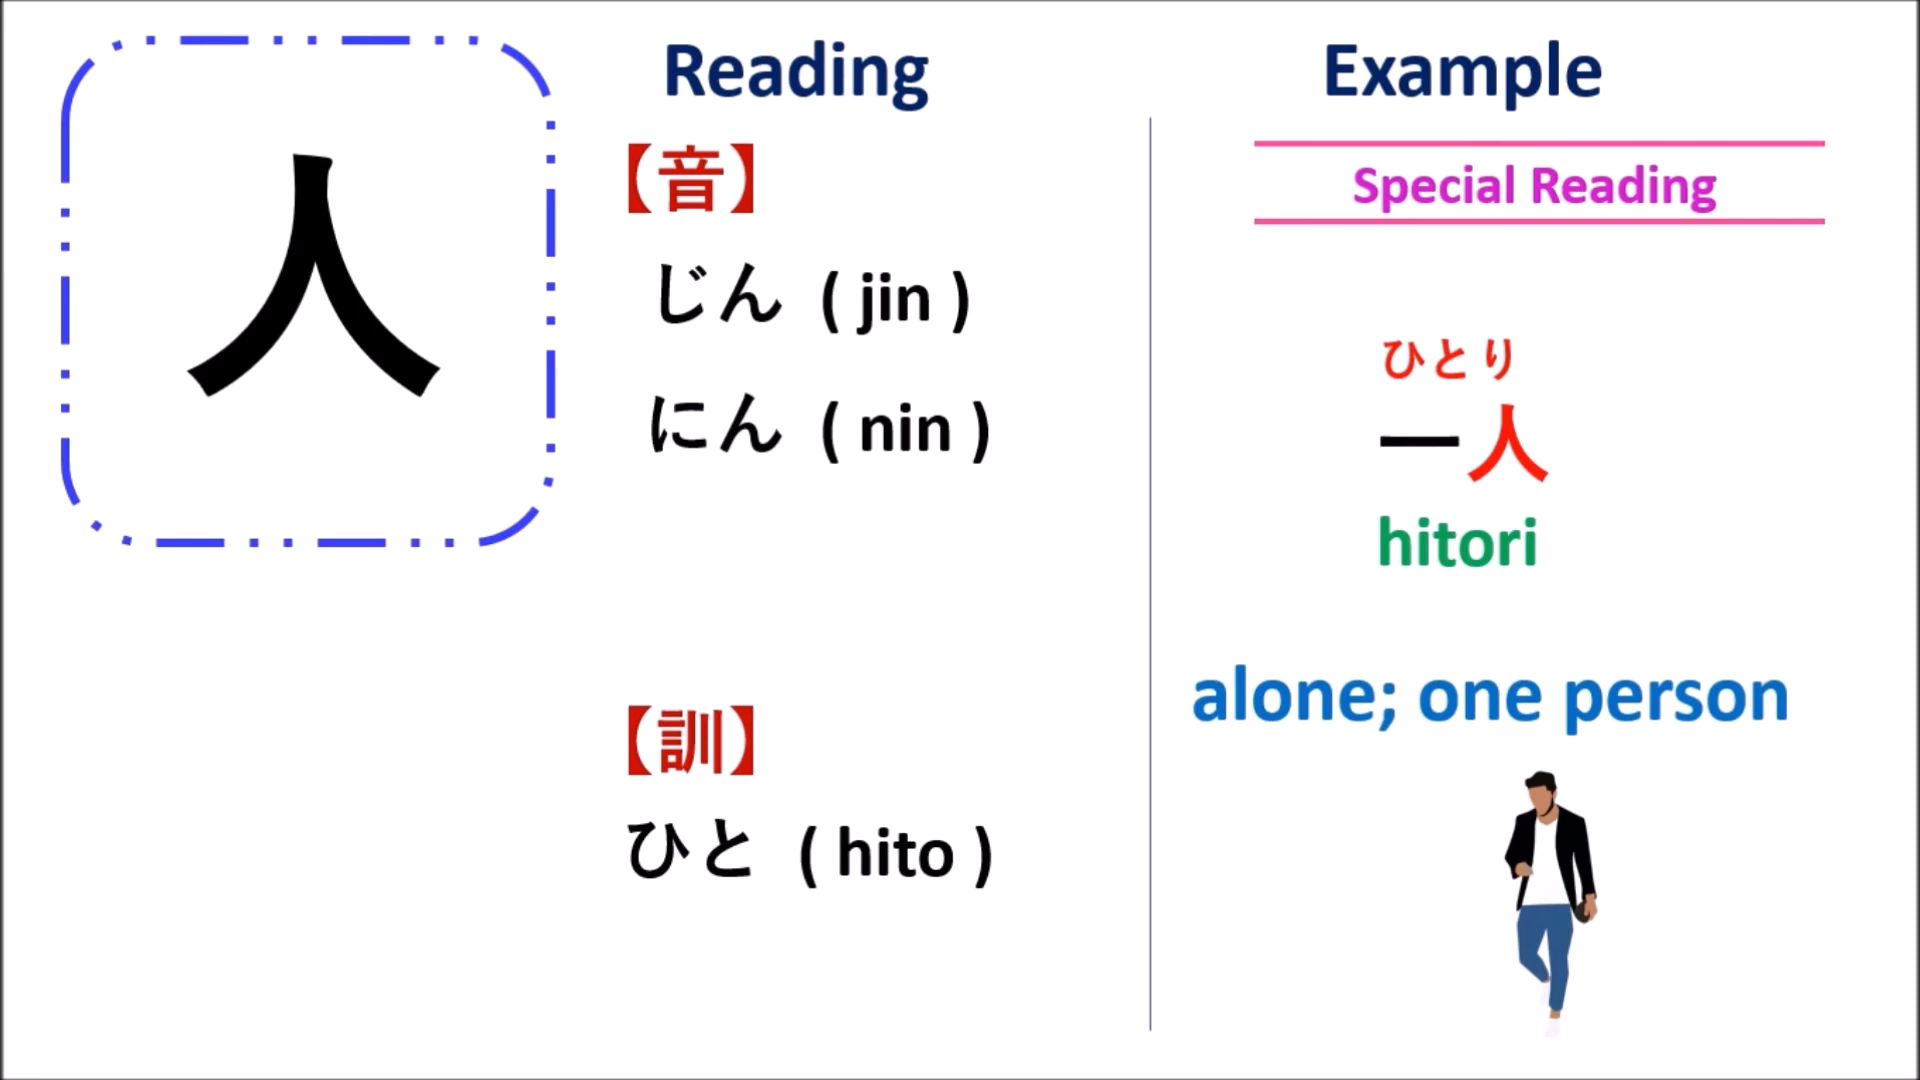 人
Reading
【音】
じん ( jin )
にん ( nin )
【訓】
ひと ( hito )
Example
Special Reading
ひとり
一人
hitori
alone; one person